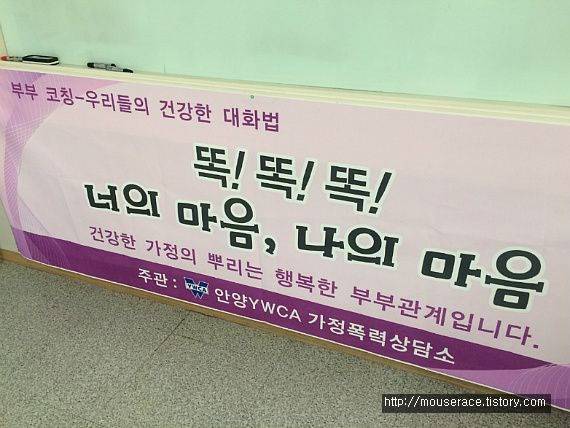 부부 코칭-우리들의 건강한 대화법
똑! 똑! 똑!
너의 마음, 나의 마음
건강한 가정의 뿌리는 행복한 부부관계입니다.
주관 : YWCA 안양YWCA 가정폭력상담소
http://mouserace.tistory.com